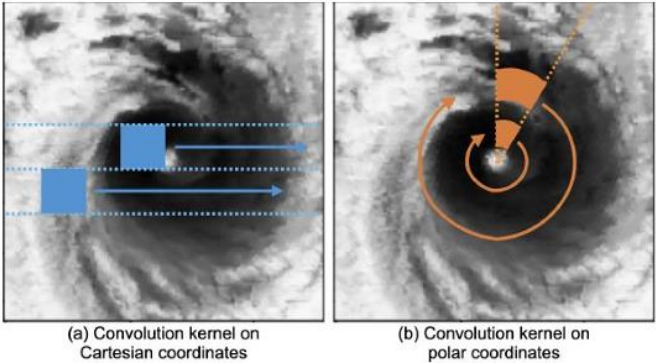 (a) Convolution kernel on
Cartesian coordinates
(b) Convolution kernel on
polar coordinates